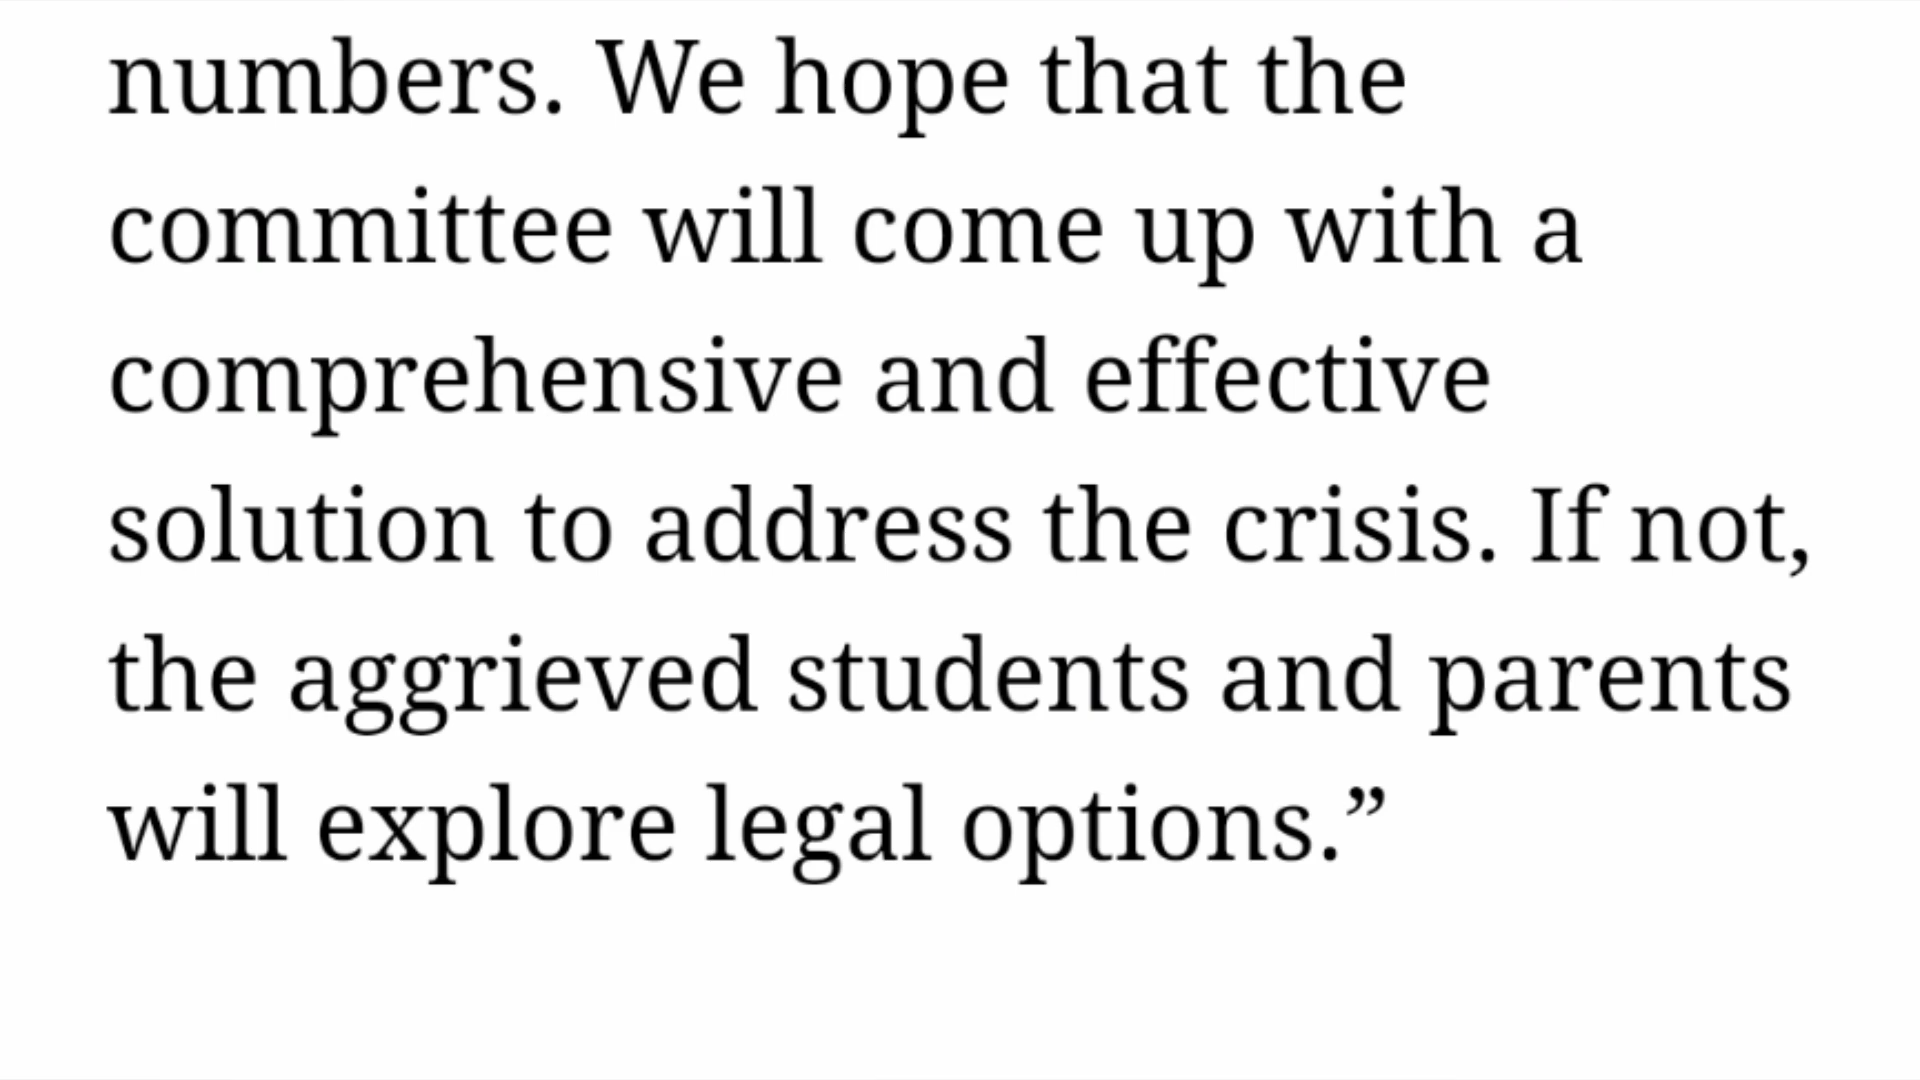 numbers. We hope that the
committee will come up with a
comprehensive and effective
solution to address the crisis. If not,
the aggrieved students and parents
will explore legal options.”